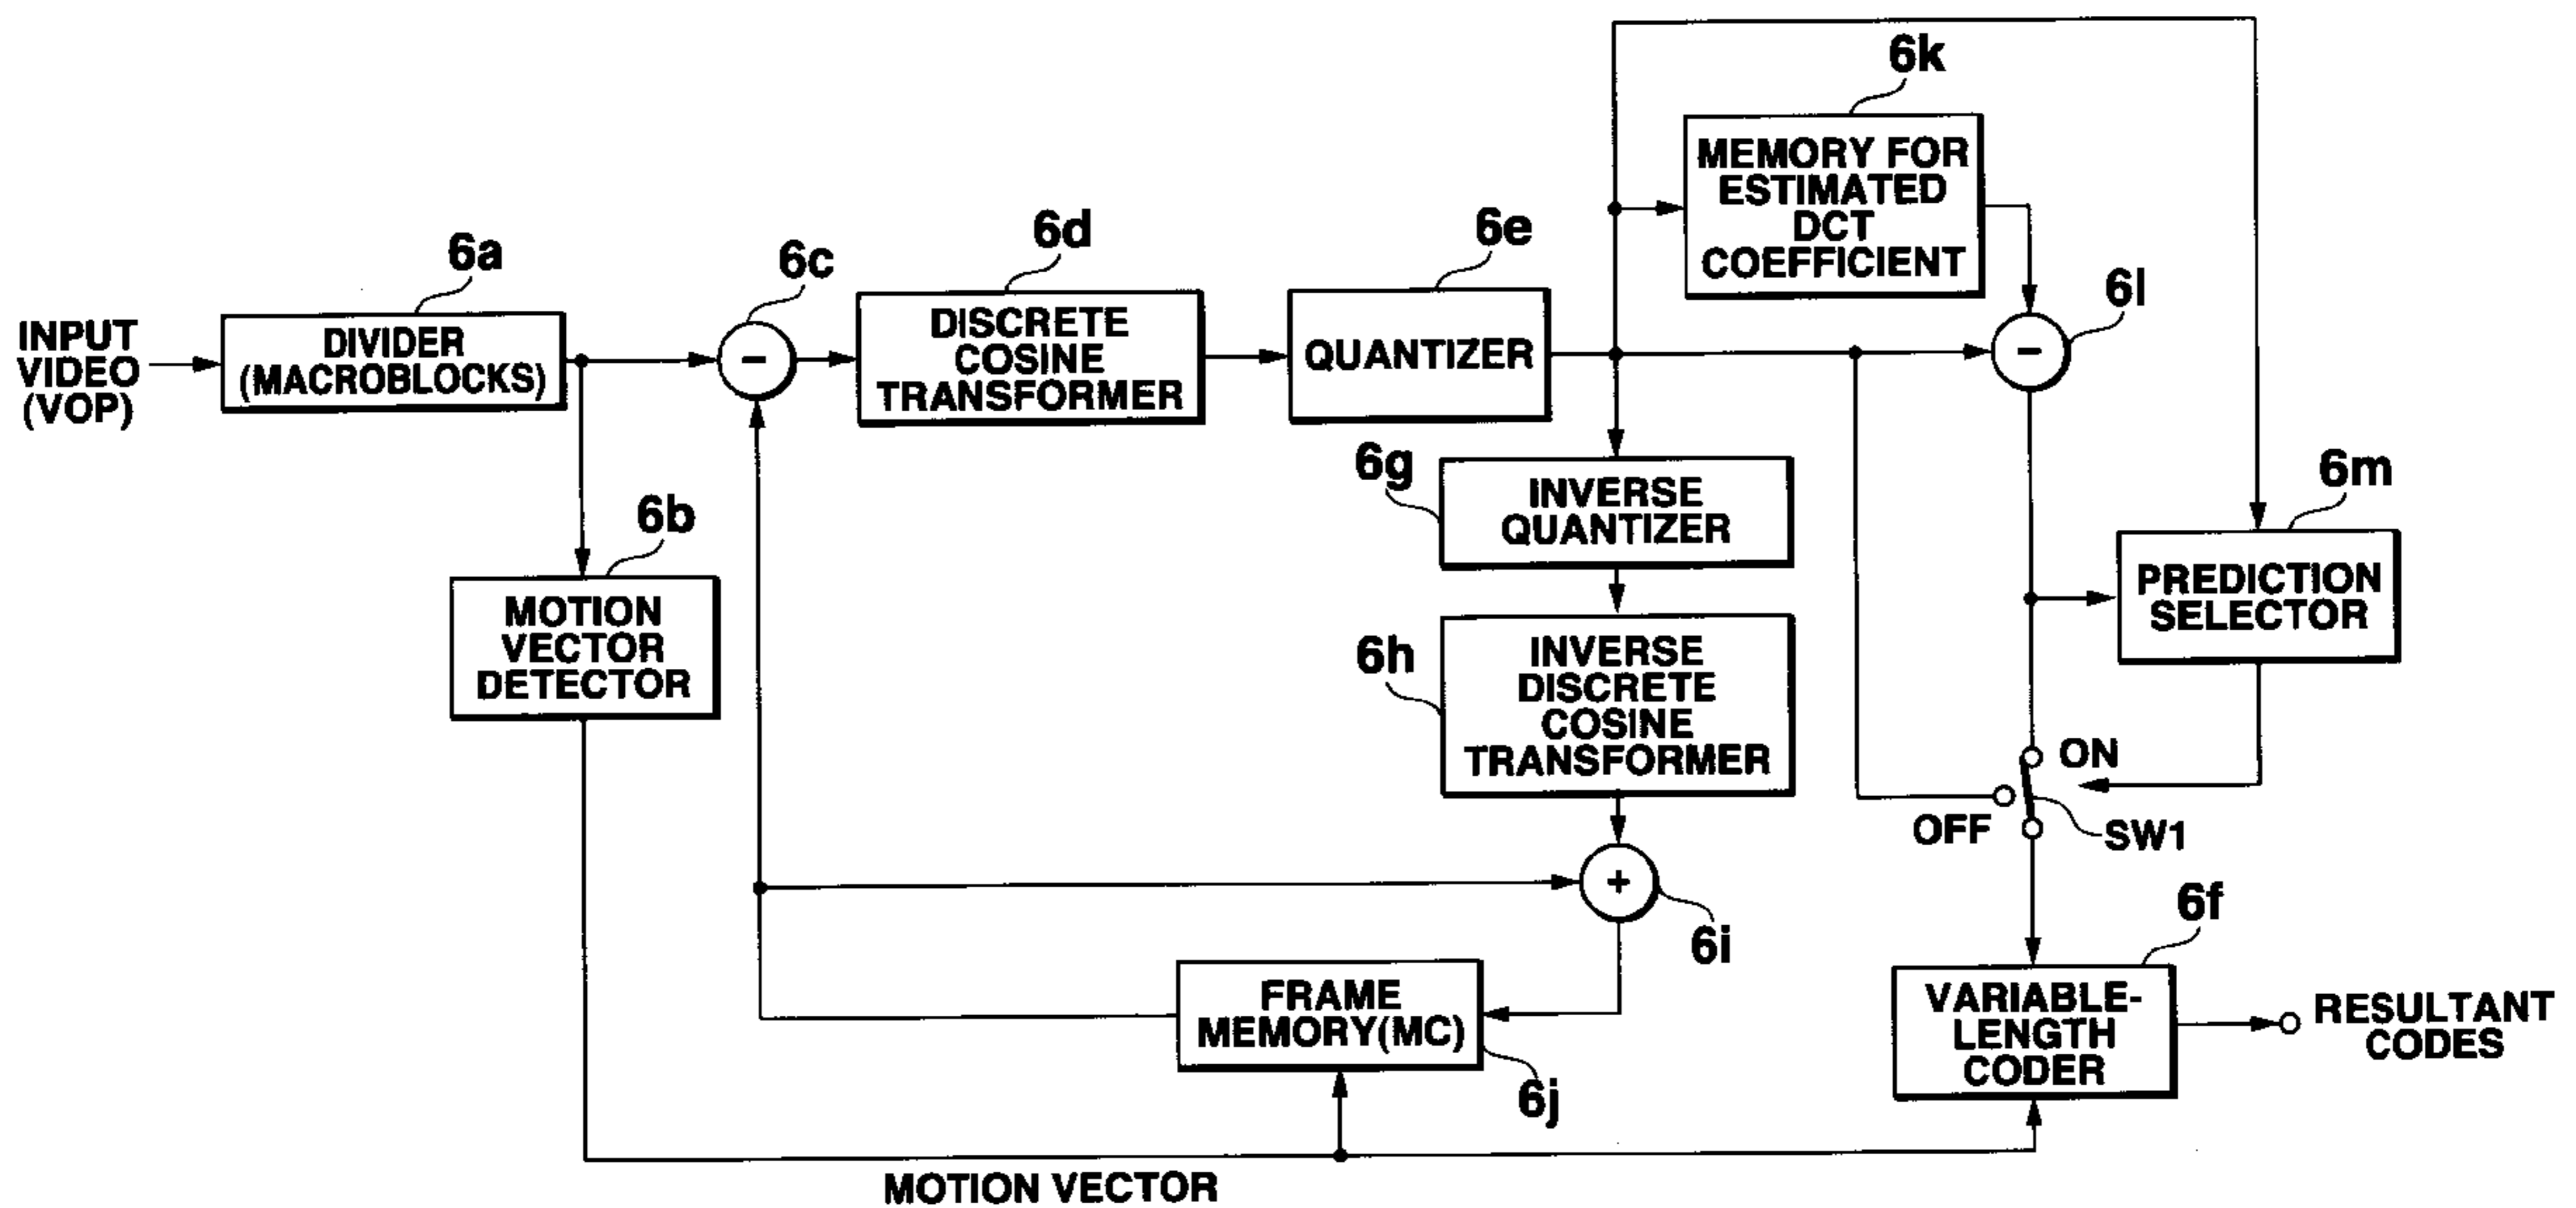 6k
MEMORY FOR
ESTIMATED
DCT
COEFFICIENT
6a
6c
6d
6e
6l
INPUT
VIDEO
(VOP)
DIVIDER
(MACROBLOCKS)
-
DISCRETE
COSINE
TRANSFORMER
QUANTIZER
-
6b
MOTION
VECTOR
DETECTOR
6g
INVERSE
QUANTIZER
6m
PREDICTION
SELECTOR
6h
INVERSE
DISCRETE
COSINE
TRANSFORMER
ON
OFF
SW1
+
6i
6f
FRAME
MEMORY(MC)
6j
VARIABLE-
LENGTH
CODER
RESULTANT
CODES
MOTION VECTOR